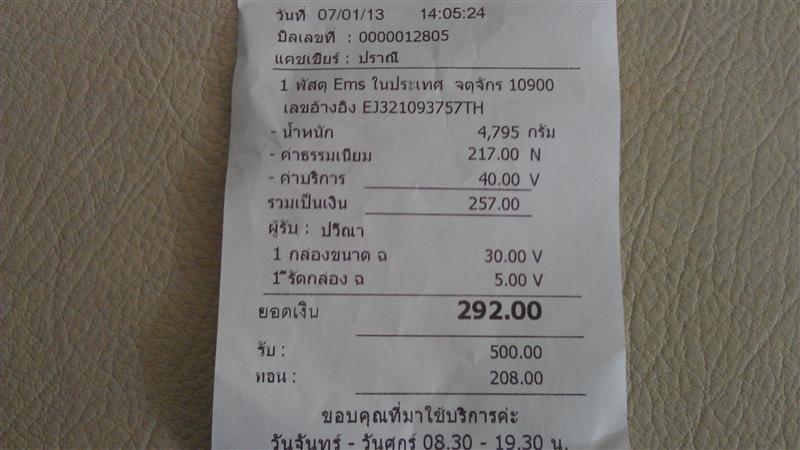 วันที่ 07/01/13 14:05:24
บิลเลขที่ : 0000012805
แคชเชียร์ : ปราณี
1 พัสดุ Ems ในประเทศ จตุจักร 10900
เลขอ้างอิง EJ321093757TH
- น้ำหนัก 4,795 กรัม
- ค่าธรรมเนียม 217.00 N
- ค่าบริการ 40.00 V
รวมเป็นเงิน 257.00
ผู้รับ : ปวีณา
1 กล่องขนาด ฉ 30.00 V
1 รัดกล่อง ฉ 5.00 V
ยอดเงิน 292.00
รับ : 500.00
ทอน : 208.00
ขอบคุณที่มาใช้บริการค่ะ
วันจันทร์ - วันศุกร์ 08.30 - 19.30 น.